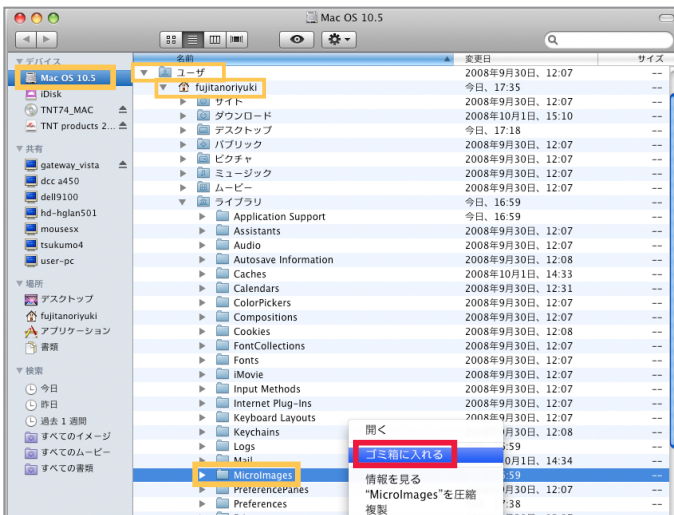 Mac OS 10.5
名前 変更日 サイズ
デバイス
Mac OS 10.5
iDisk
TNT74_MAC
TNT products 2...
共有
gateway_vista
dcc a450
dell9100
hd-hglan501
mousesx
tsukumo4
user-pc
場所
デスクトップ
fujitanoriyuki
アプリケーション
書類
検索
今日
昨日
過去 1 週間
すべてのイメージ
すべてのムービー
すべての書類
ユーザ 2008年9月30日、12:07 --
fujitanoriyuki 今日、17:35 --
サイト 2008年9月30日、12:07 --
ダウンロード 2008年10月1日、15:10 --
デスクトップ 今日、17:18 --
パブリック 2008年9月30日、12:07 --
ピクチャ 2008年9月30日、12:07 --
ミュージック 2008年9月30日、12:07 --
ムービー 2008年9月30日、12:07 --
ライブラリ 今日、16:59 --
Application Support 今日、16:59 --
Assistants 2008年9月30日、12:07 --
Audio 2008年9月30日、12:07 --
Autosave Information 2008年9月30日、12:08 --
Caches 2008年10月1日、14:33 --
Calendars 2008年9月30日、12:31 --
ColorPickers 2008年9月30日、12:07 --
Compositions 2008年9月30日、12:07 --
Cookies 2008年9月30日、12:08 --
FontCollections 2008年9月30日、12:07 --
Fonts 2008年9月30日、12:07 --
iMovie 2008年9月30日、12:07 --
Input Methods 2008年9月30日、12:07 --
Internet Plug-Ins 2008年9月30日、12:07 --
Keyboard Layouts 2008年9月30日、12:07 --
Keychains 月30日、12:08 --
Logs :59 --
Mail 0月1日、14:34 --
MicroImages :59 --
PreferencePanes 月30日、12:07 --
Preferences 7:38 --
開く
ゴミ箱に入れる
情報を見る
"MicroImages"を圧縮
複製